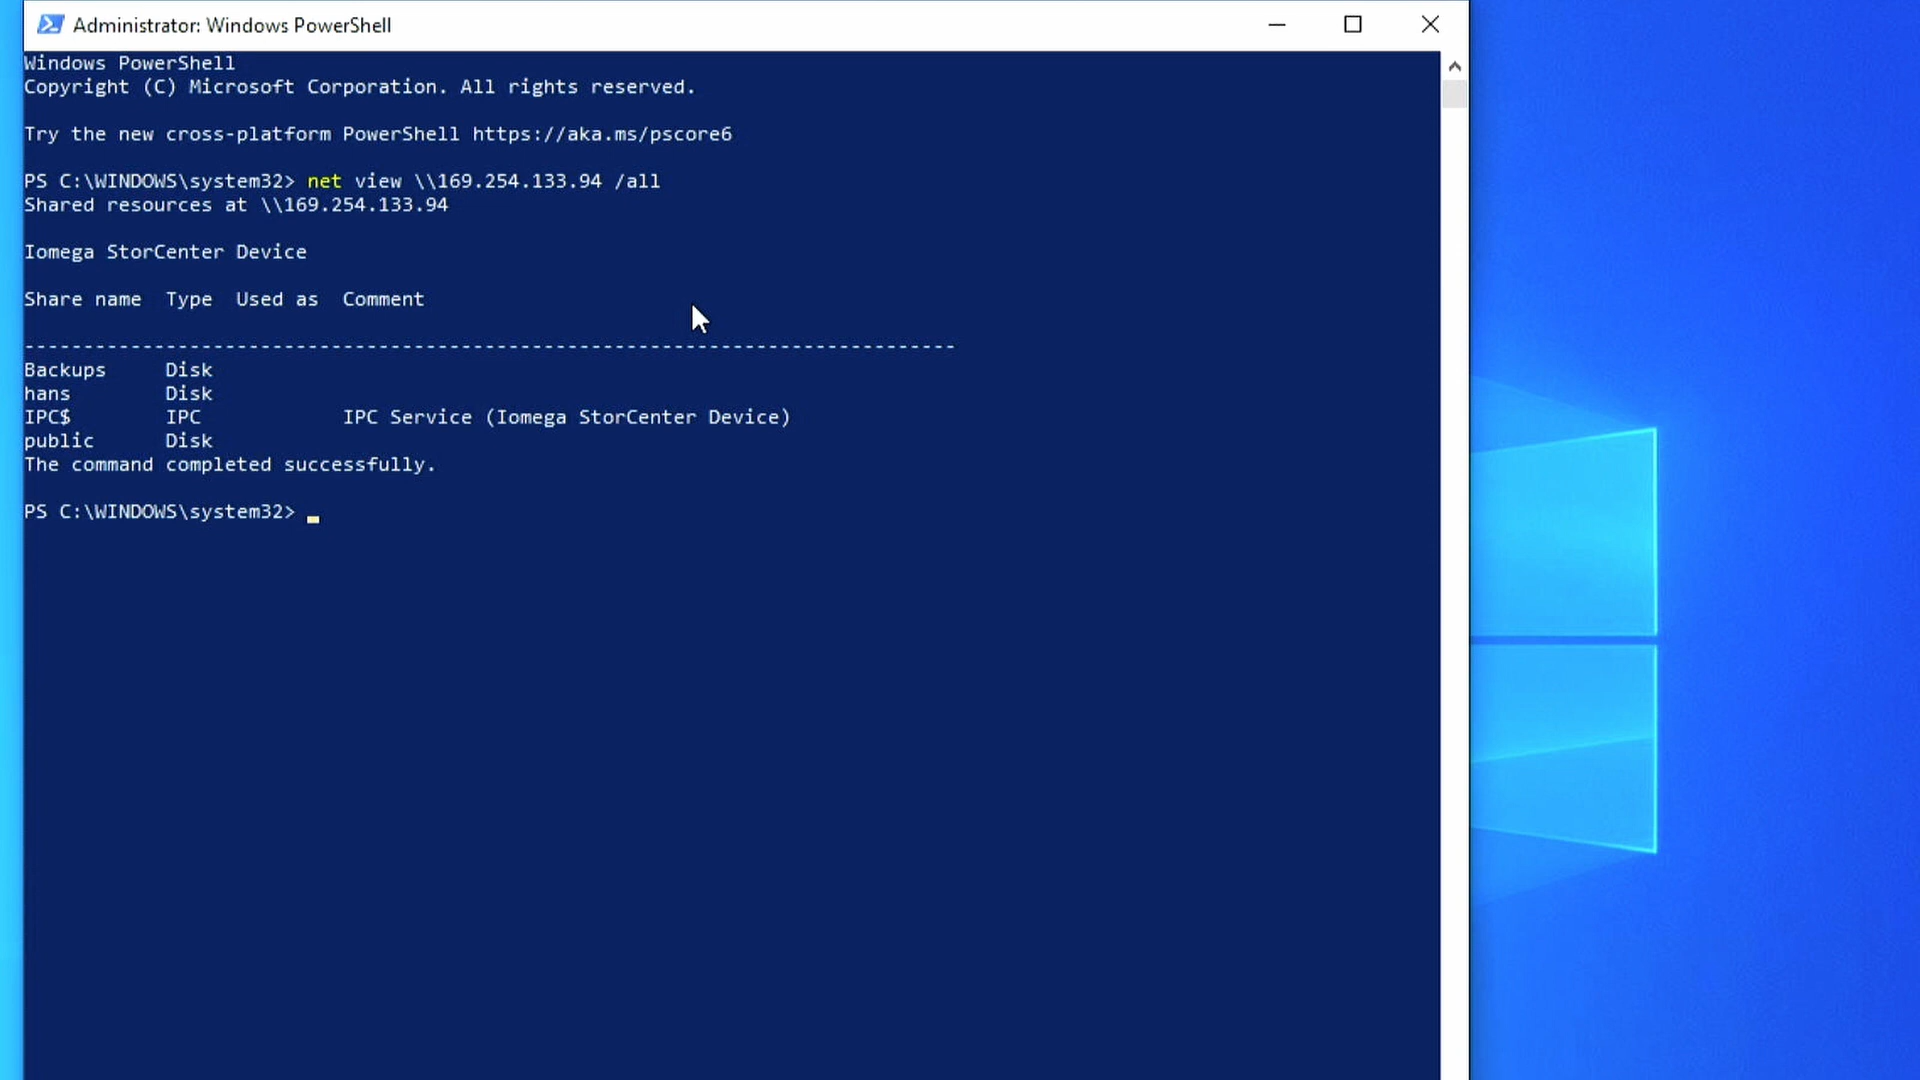 Administrator: Windows PowerShell
Windows PowerShell
Copyright (C) Microsoft Corporation. All rights reserved.
Try the new cross-platform PowerShell https://aka.ms/pscore6
PS C:\WINDOWS\system32> net view \\169.254.133.94 /all
Shared resources at \\169.254.133.94
Iomega StorCenter Device
Share name  Type  Used as  Comment
-------------------------------------------------------------------------------
Backups     Disk
hans        Disk
IPC$        IPC            IPC Service (Iomega StorCenter Device)
public      Disk
The command completed successfully.
PS C:\WINDOWS\system32>